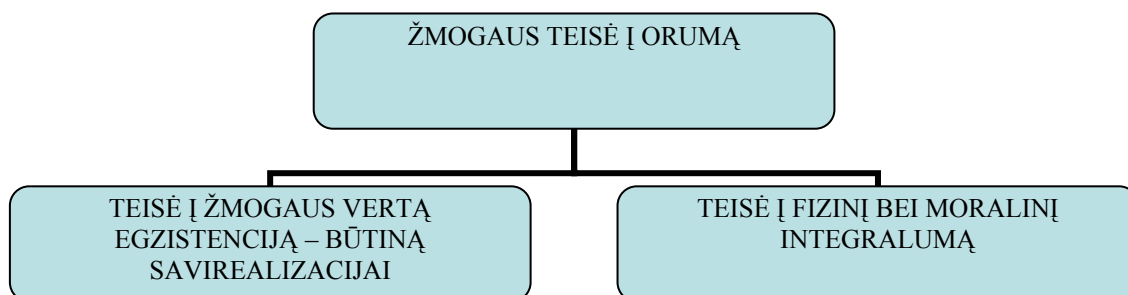 ŽMOGAUS TEISĖ Į ORUMĄ
TEISĖ Į ŽMOGAUS VERTĄ
EGZISTENCIJĄ – BŪTINĄ
SAVIREALIZACIJAI
TEISĖ Į FIZINĮ BEI MORALINĮ
INTEGRALUMĄ